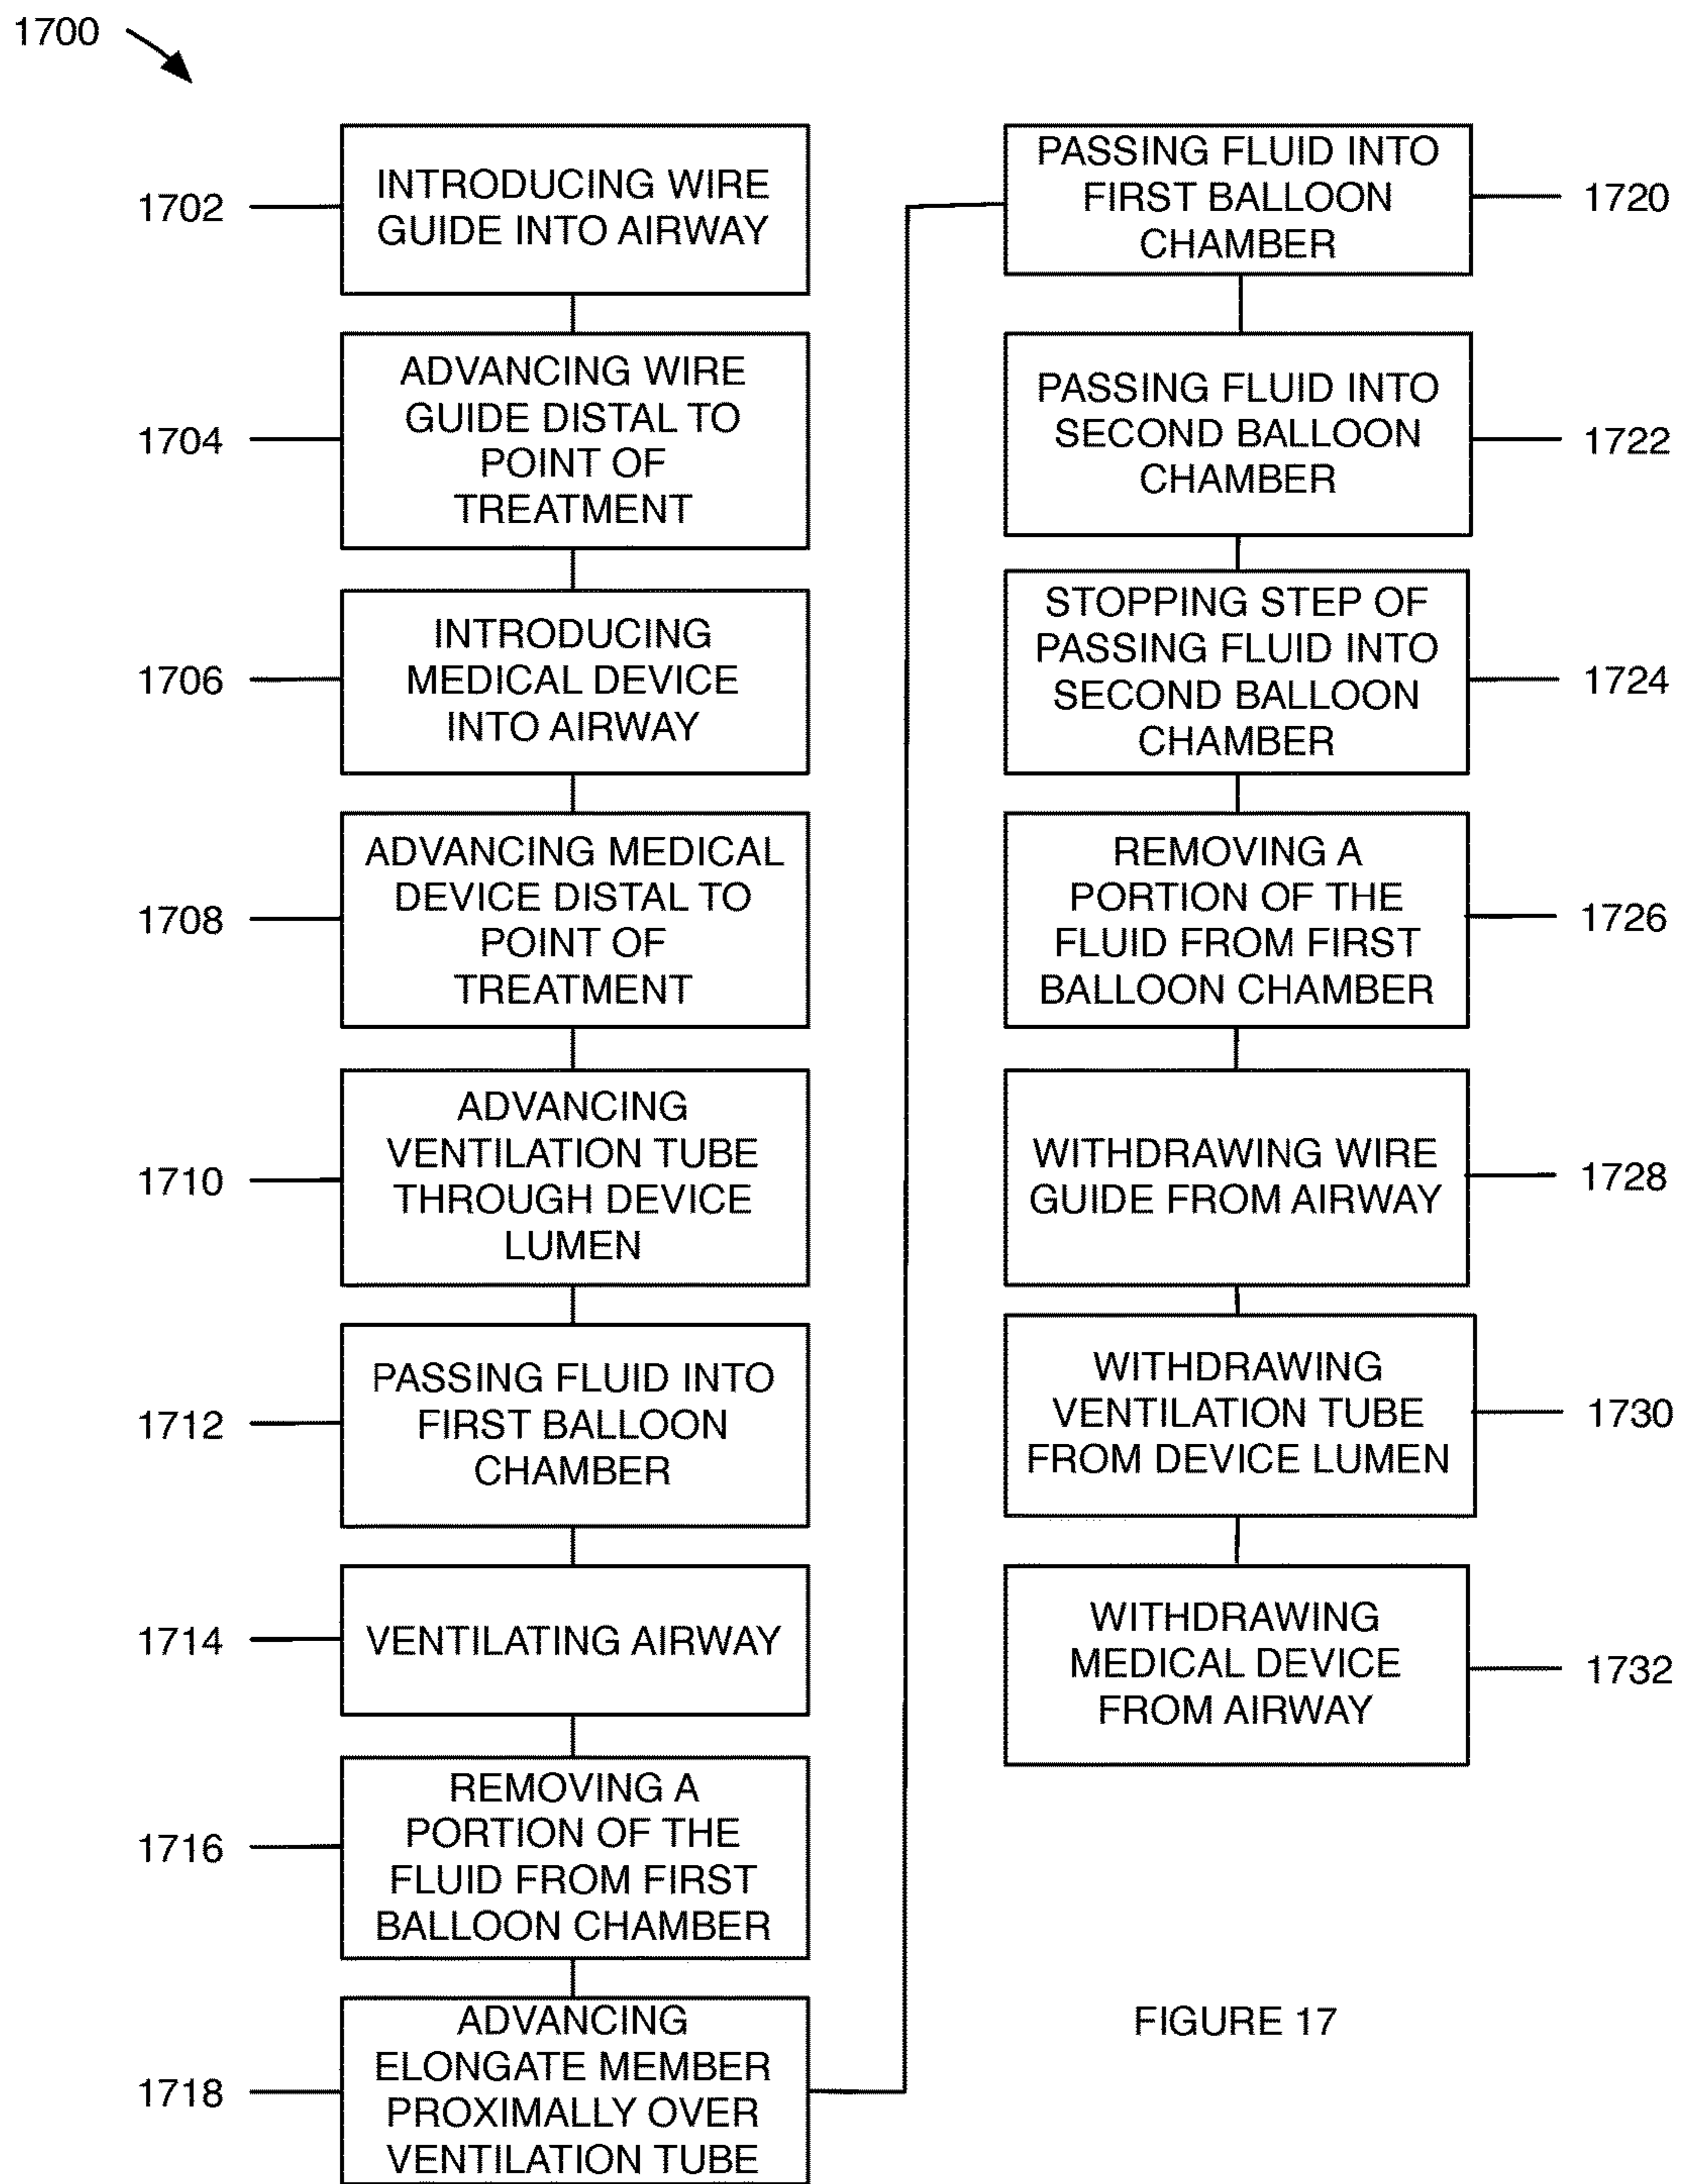 1700
1702
INTRODUCING WIRE
GUIDE INTO AIRWAY
1704
ADVANCING WIRE
GUIDE DISTAL TO
POINT OF
TREATMENT
1706
INTRODUCING
MEDICAL DEVICE
INTO AIRWAY
1708
ADVANCING MEDICAL
DEVICE DISTAL TO
POINT OF
TREATMENT
1710
ADVANCING
VENTILATION TUBE
THROUGH DEVICE
LUMEN
1712
PASSING FLUID INTO
FIRST BALLOON
CHAMBER
1714
VENTILATING AIRWAY
1716
REMOVING A
PORTION OF THE
FLUID FROM FIRST
BALLOON CHAMBER
1718
ADVANCING
ELONGATE MEMBER
PROXIMALLY OVER
VENTILATION TUBE
PASSING FLUID INTO
FIRST BALLOON
CHAMBER
1720
PASSING FLUID INTO
SECOND BALLOON
CHAMBER
1722
STOPPING STEP OF
PASSING FLUID INTO
SECOND BALLOON
CHAMBER
1724
REMOVING A
PORTION OF THE
FLUID FROM FIRST
BALLOON CHAMBER
1726
WITHDRAWING WIRE
GUIDE FROM AIRWAY
1728
WITHDRAWING
VENTILATION TUBE
FROM DEVICE LUMEN
1730
WITHDRAWING
MEDICAL DEVICE
FROM AIRWAY
1732
FIGURE 17